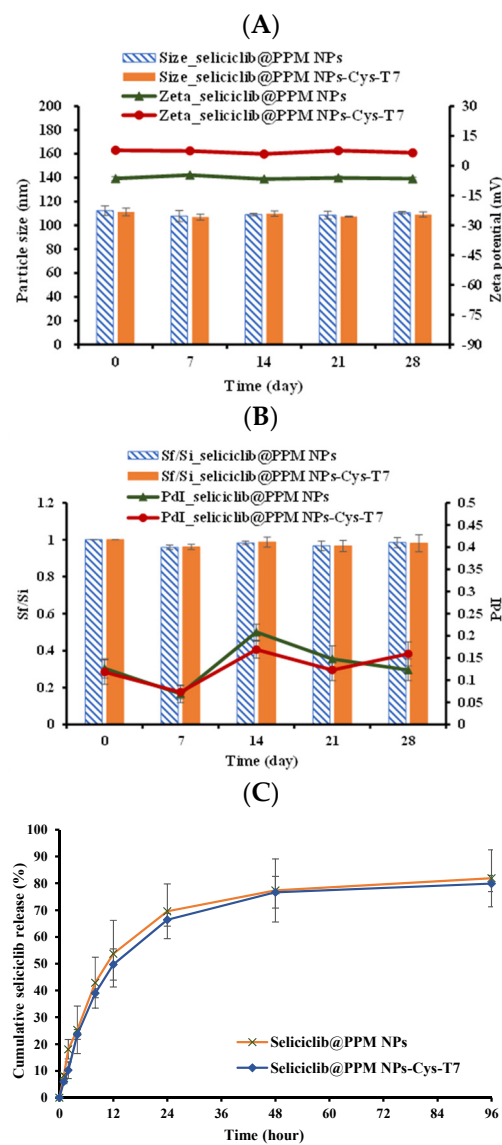 (A)
Size_seliciclib@PPM NPs
Size_seliciclib@PPM NPs-Cys-T7
Zeta_seliciclib@PPM NPs
Zeta_seliciclib@PPM NPs-Cys-T7
200
180
160
140
120
100
80
60
40
20
0
Particle size (nm)
30
15
0
-15
-30
-45
-60
-75
-90
Zeta potential (mV)
0 7 14 21 28
Time (day)
(B)
Sf/Si_seliciclib@PPM NPs
Sf/Si_seliciclib@PPM NPs-Cys-T7
PdI_seliciclib@PPM NPs
PdI_seliciclib@PPM NPs-Cys-T7
1.2
1
0.8
0.6
0.4
0.2
0
Sf/Si
0.5
0.45
0.4
0.35
0.3
0.25
0.2
0.15
0.1
0.05
0
PdI
0 7 14 21 28
Time (day)
(C)
100
90
80
70
60
50
40
30
20
10
0
Cumulative seliciclib release (%)
Seliciclib@PPM NPs
Seliciclib@PPM NPs-Cys-T7
0 12 24 36 48 60 72 84 96
Time (hour)